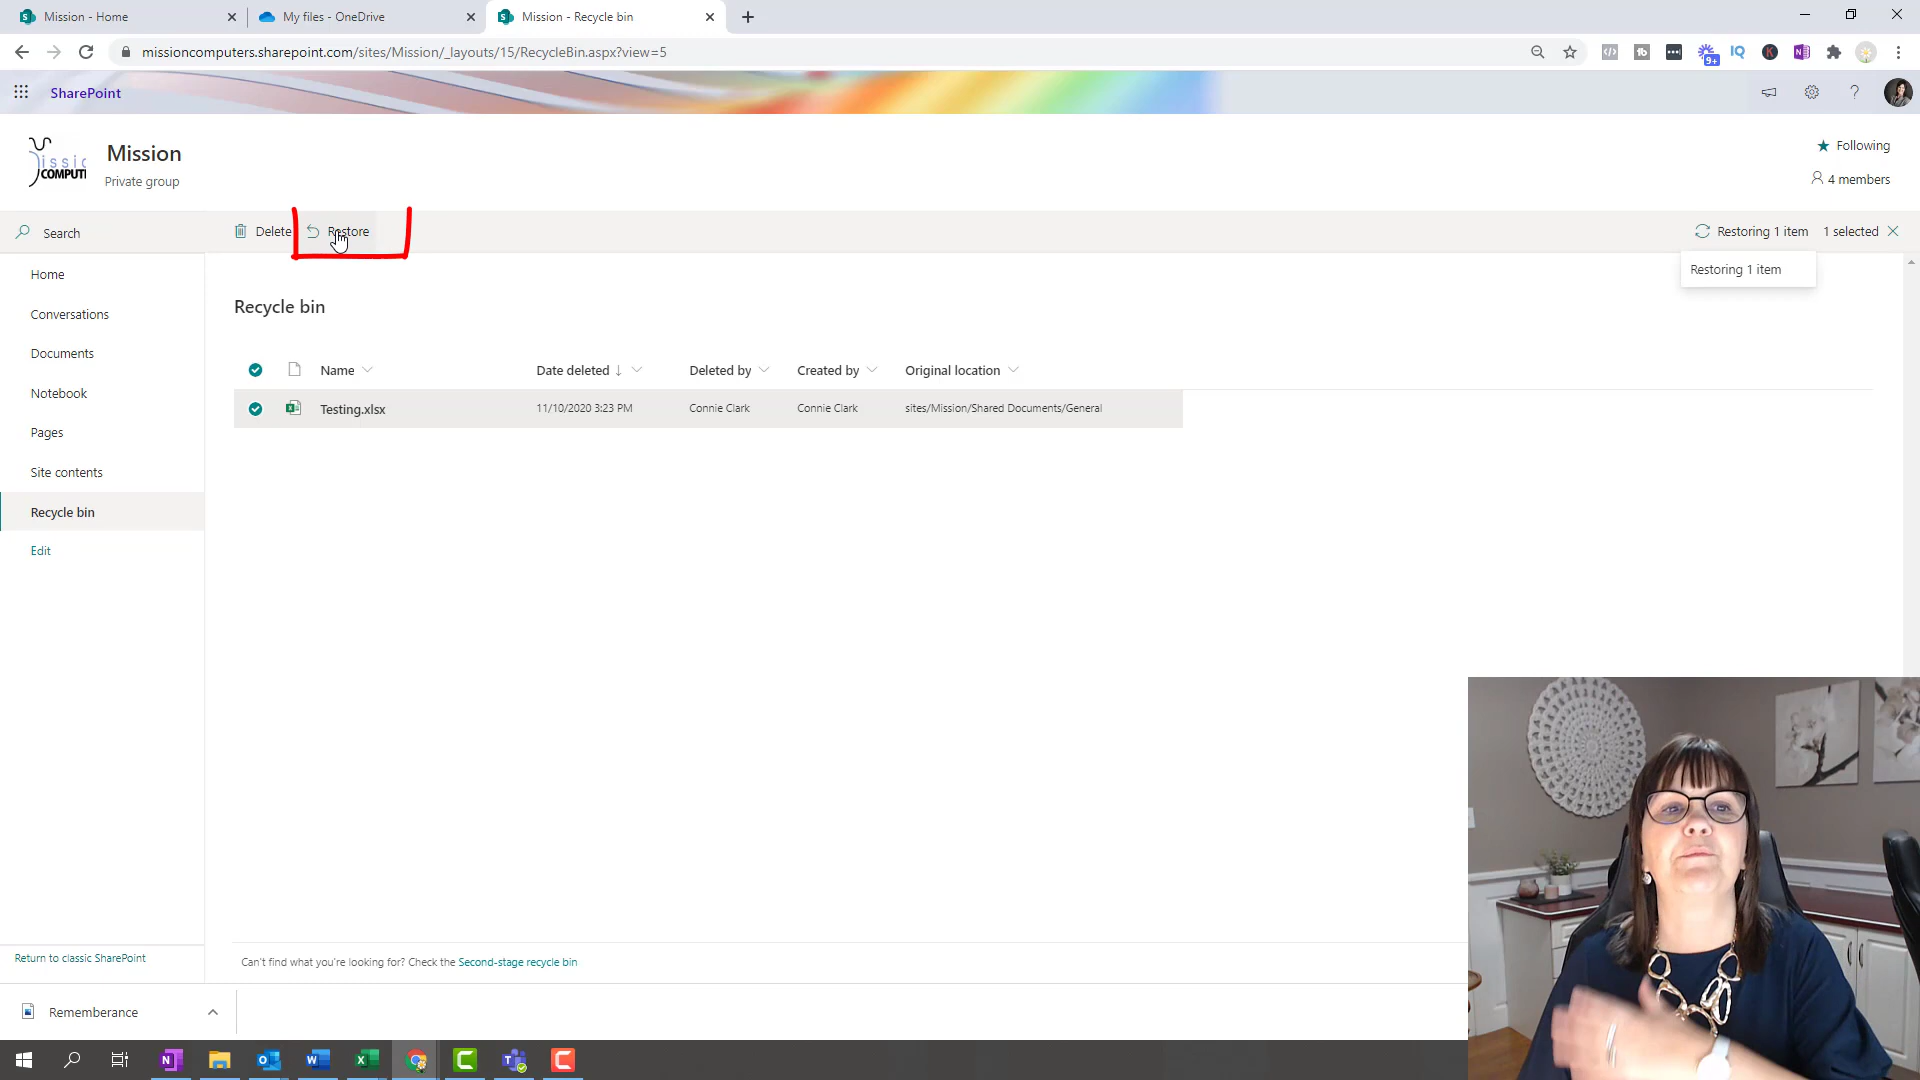 Mission - Home
My files - OneDrive
Mission - Recycle bin
missioncomputers.sharepoint.com/sites/Mission/_layouts/15/RecycleBin.aspx?view=5
9+
SharePoint
Mission
Private group
Following
4 members
Search
Delete
Restore
Restoring 1 item
1 selected
Restoring 1 item
Home
Conversations
Documents
Notebook
Pages
Site contents
Recycle bin
Edit
Recycle bin
Name
Date deleted
Deleted by
Created by
Original location
Testing.xlsx
11/10/2020 3:23 PM
Connie Clark
Connie Clark
sites/Mission/Shared Documents/General
Return to classic SharePoint
Can't find what you're looking for? Check the Second-stage recycle bin
Rememberance